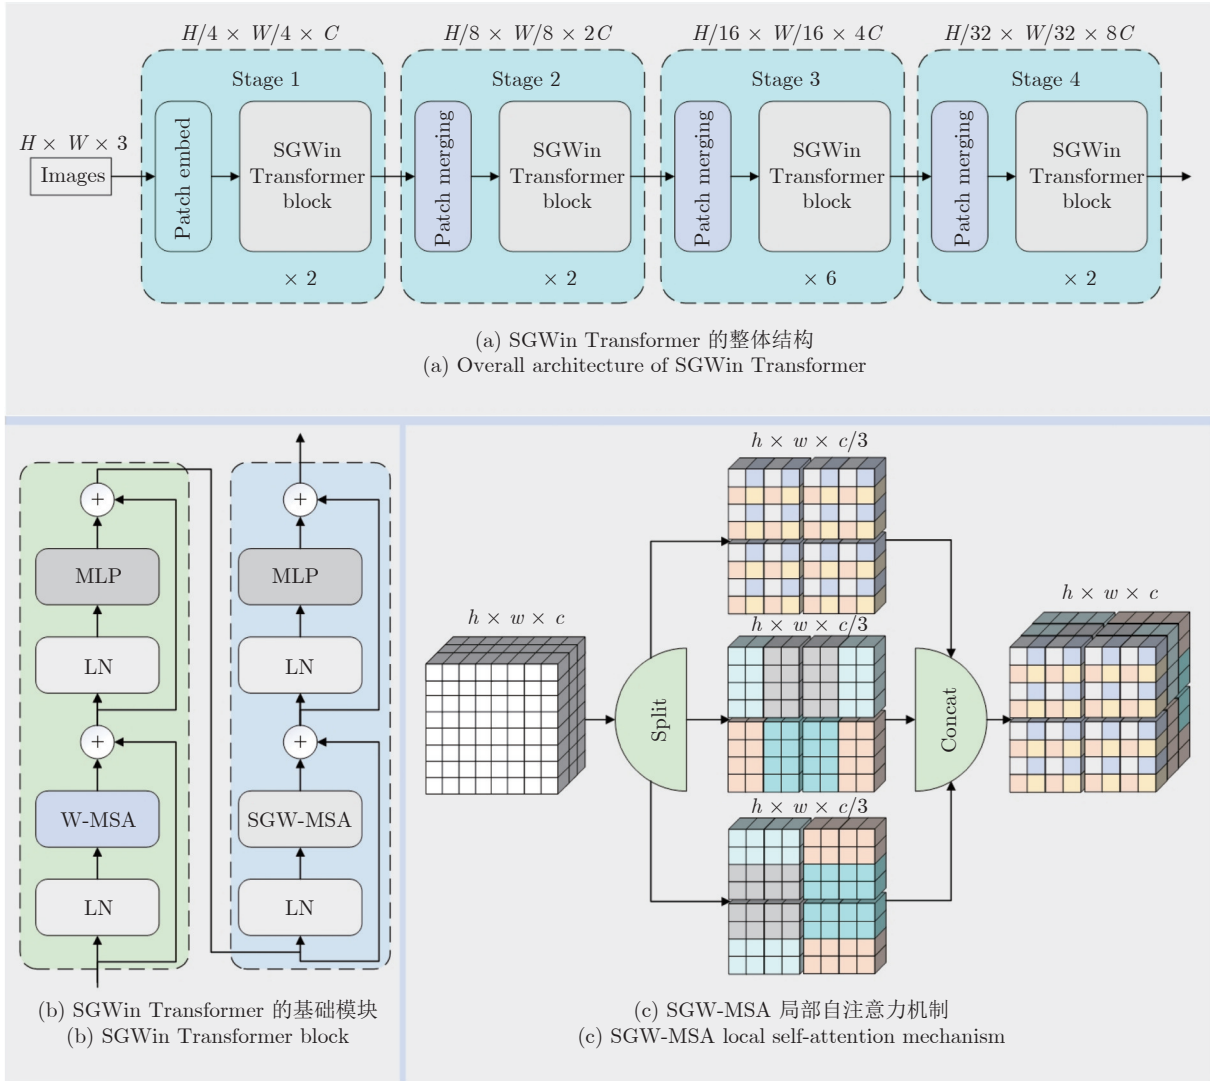 H/4 × W/4 × C
H/8 × W/8 × 2C
H/16 × W/16 × 4C
H/32 × W/32 × 8C
Stage 1
Stage 2
Stage 3
Stage 4
H × W × 3
Images
Patch embed
SGWin
Transformer
block
Patch merging
SGWin
Transformer
block
Patch merging
SGWin
Transformer
block
Patch merging
SGWin
Transformer
block
× 2
× 2
× 6
× 2
(a) SGWin Transformer 的整体结构
(a) Overall architecture of SGWin Transformer
+
MLP
LN
+
W-MSA
LN
+
MLP
LN
+
SGW-MSA
LN
(b) SGWin Transformer 的基础模块
(b) SGWin Transformer block
h × w × c
Split
h × w × c/3
h × w × c/3
h × w × c/3
Concat
h × w × c
(c) SGW-MSA 局部自注意力机制
(c) SGW-MSA local self-attention mechanism